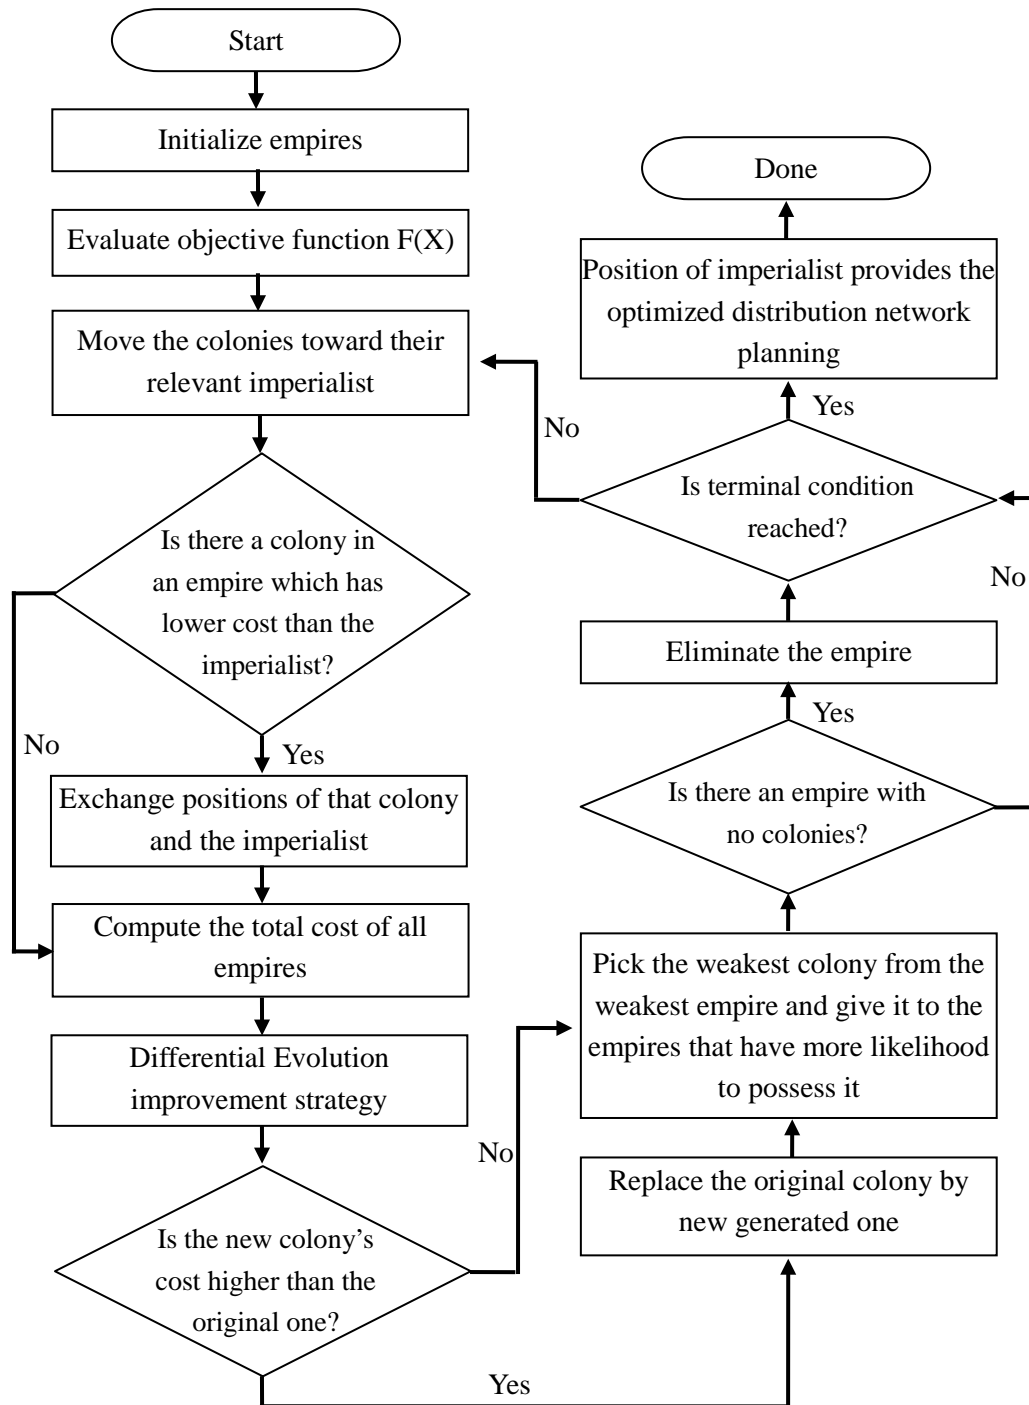 Start
Initialize empires
Evaluate objective function F(X)
Move the colonies toward their
relevant imperialist
Is there a colony in
an empire which has
lower cost than the
imperialist?
No
Yes
Exchange positions of that colony
and the imperialist
Compute the total cost of all
empires
Differential Evolution
improvement strategy
Is the new colony’s
cost higher than the
original one?
No
Yes
Replace the original colony by
new generated one
Pick the weakest colony from the
weakest empire and give it to the
empires that have more likelihood
to possess it
Is there an empire with
no colonies?
Yes
No
Eliminate the empire
Is terminal condition
reached?
No
Yes
Position of imperialist provides the
optimized distribution network
planning
Done